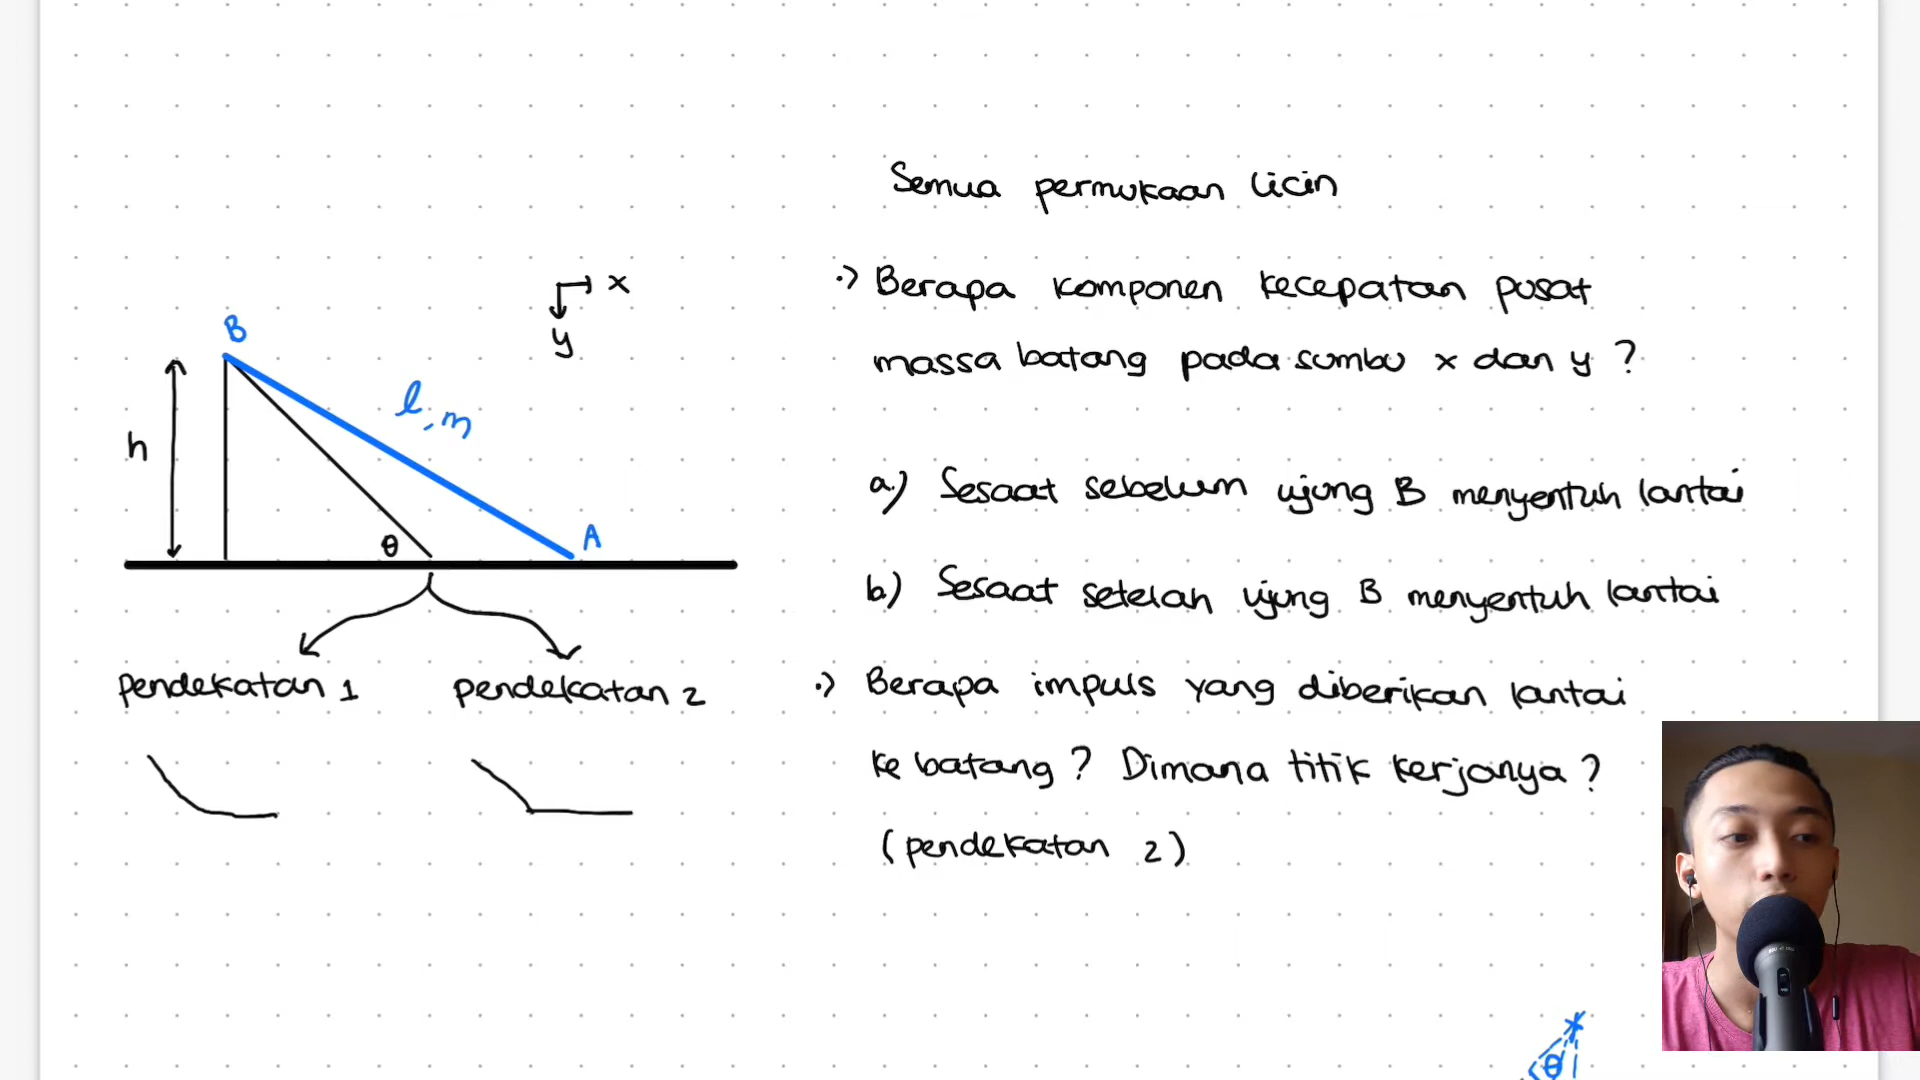 Semua permukaan licin
x
y
B
l, m
h
θ
A
·) Berapa komponen kecepatan pusat
massa batang pada sumbu x dan y ?
a) Sesaat sebelum ujung B menyentuh lantai
b) Sesaat setelah ujung B menyentuh lantai
pendekatan 1
pendekatan 2
·) Berapa impuls yang diberikan lantai
ke batang ? Dimana titik kerjanya ?
(pendekatan 2)
θ